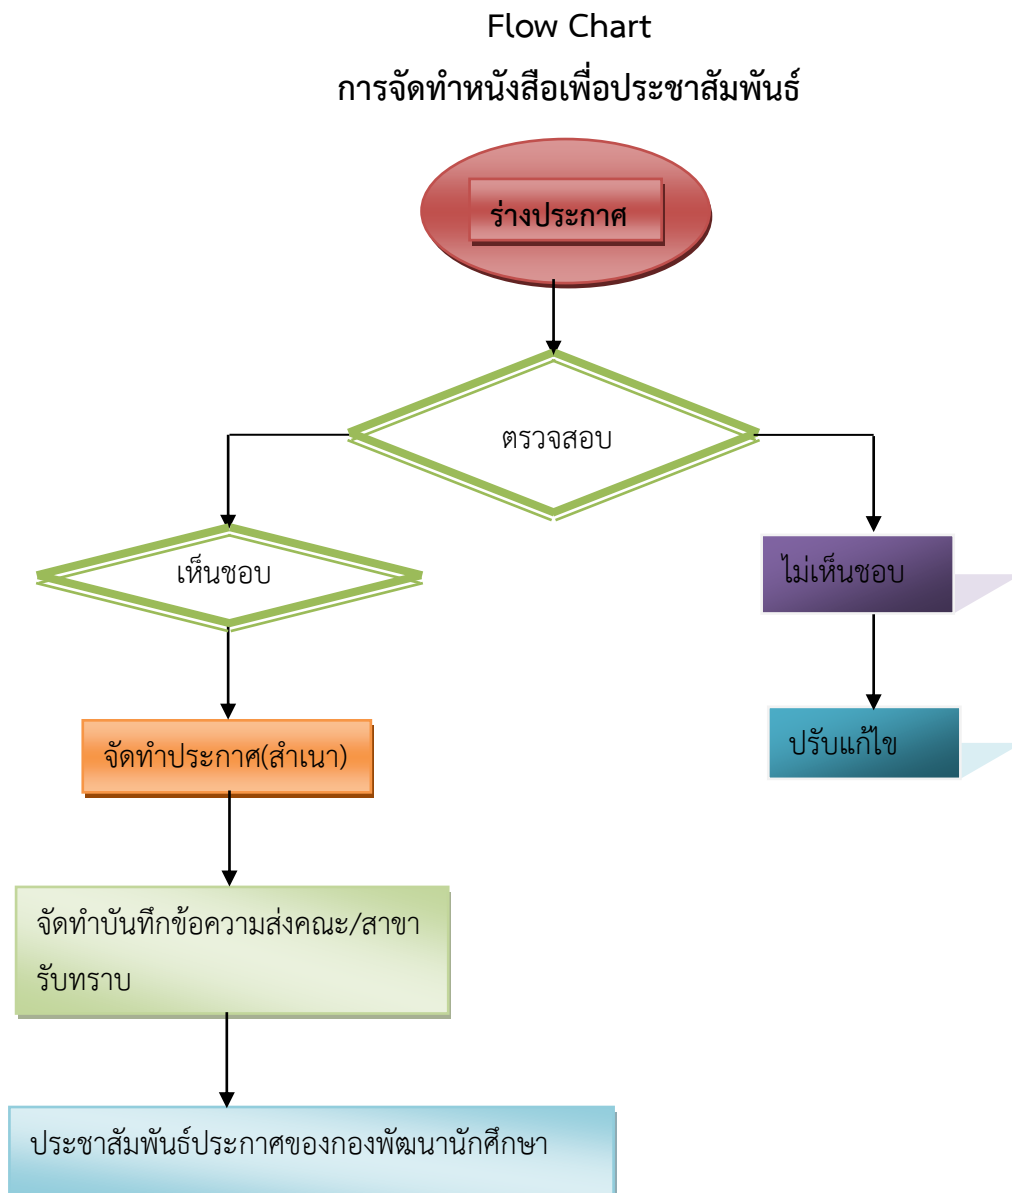 Flow Chart
การจัดทำหนังสือเพื่อประชาสัมพันธ์
ร่างประกาศ
ตรวจสอบ
เห็นชอบ
ไม่เห็นชอบ
จัดทำประกาศ(สำเนา)
ปรับแก้ไข
จัดทำบันทึกข้อความส่งคณะ/สาขา
รับทราบ
ประชาสัมพันธ์ประกาศของกองพัฒนานักศึกษา